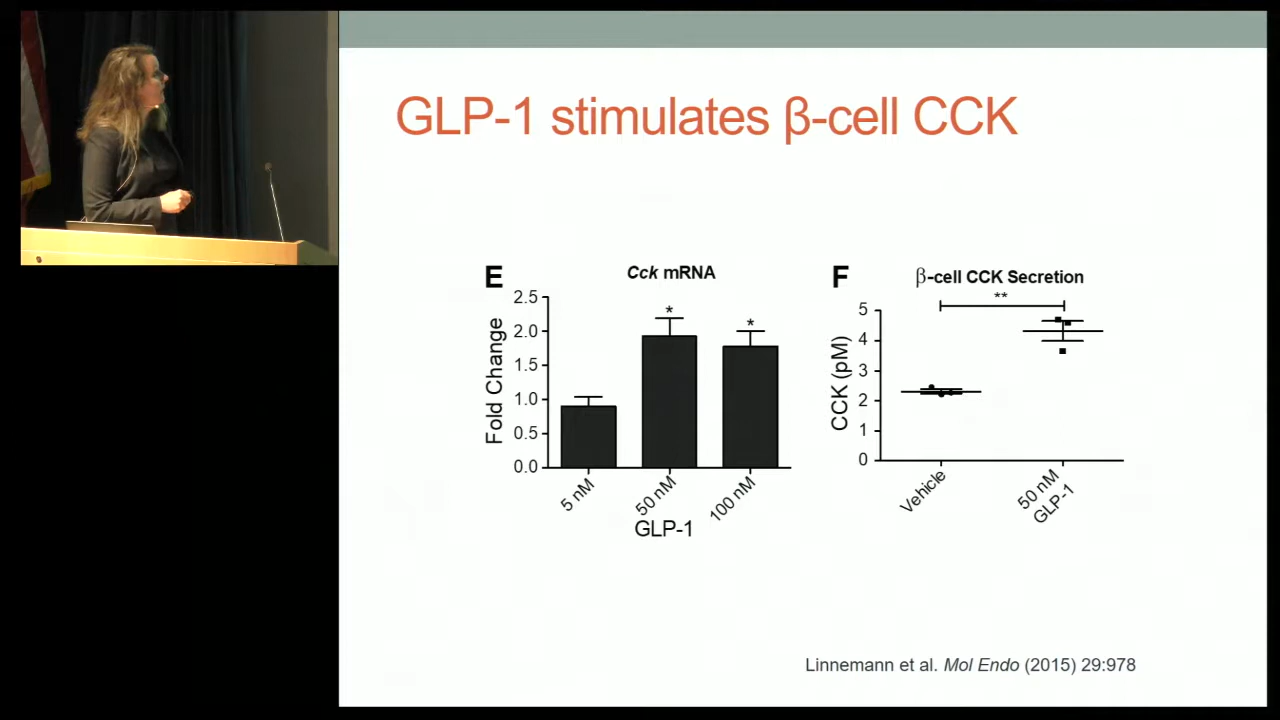 GLP-1 stimulates β-cell CCK
E
Cck mRNA
Fold Change
2.5
2.0
1.5
1.0
0.5
0.0
*
*
5 nM
50 nM
100 nM
GLP-1
F
β-cell CCK Secretion
**
CCK (pM)
5
4
3
2
1
0
Vehicle
50 nM
GLP-1
Linnemann et al. Mol Endo (2015) 29:978